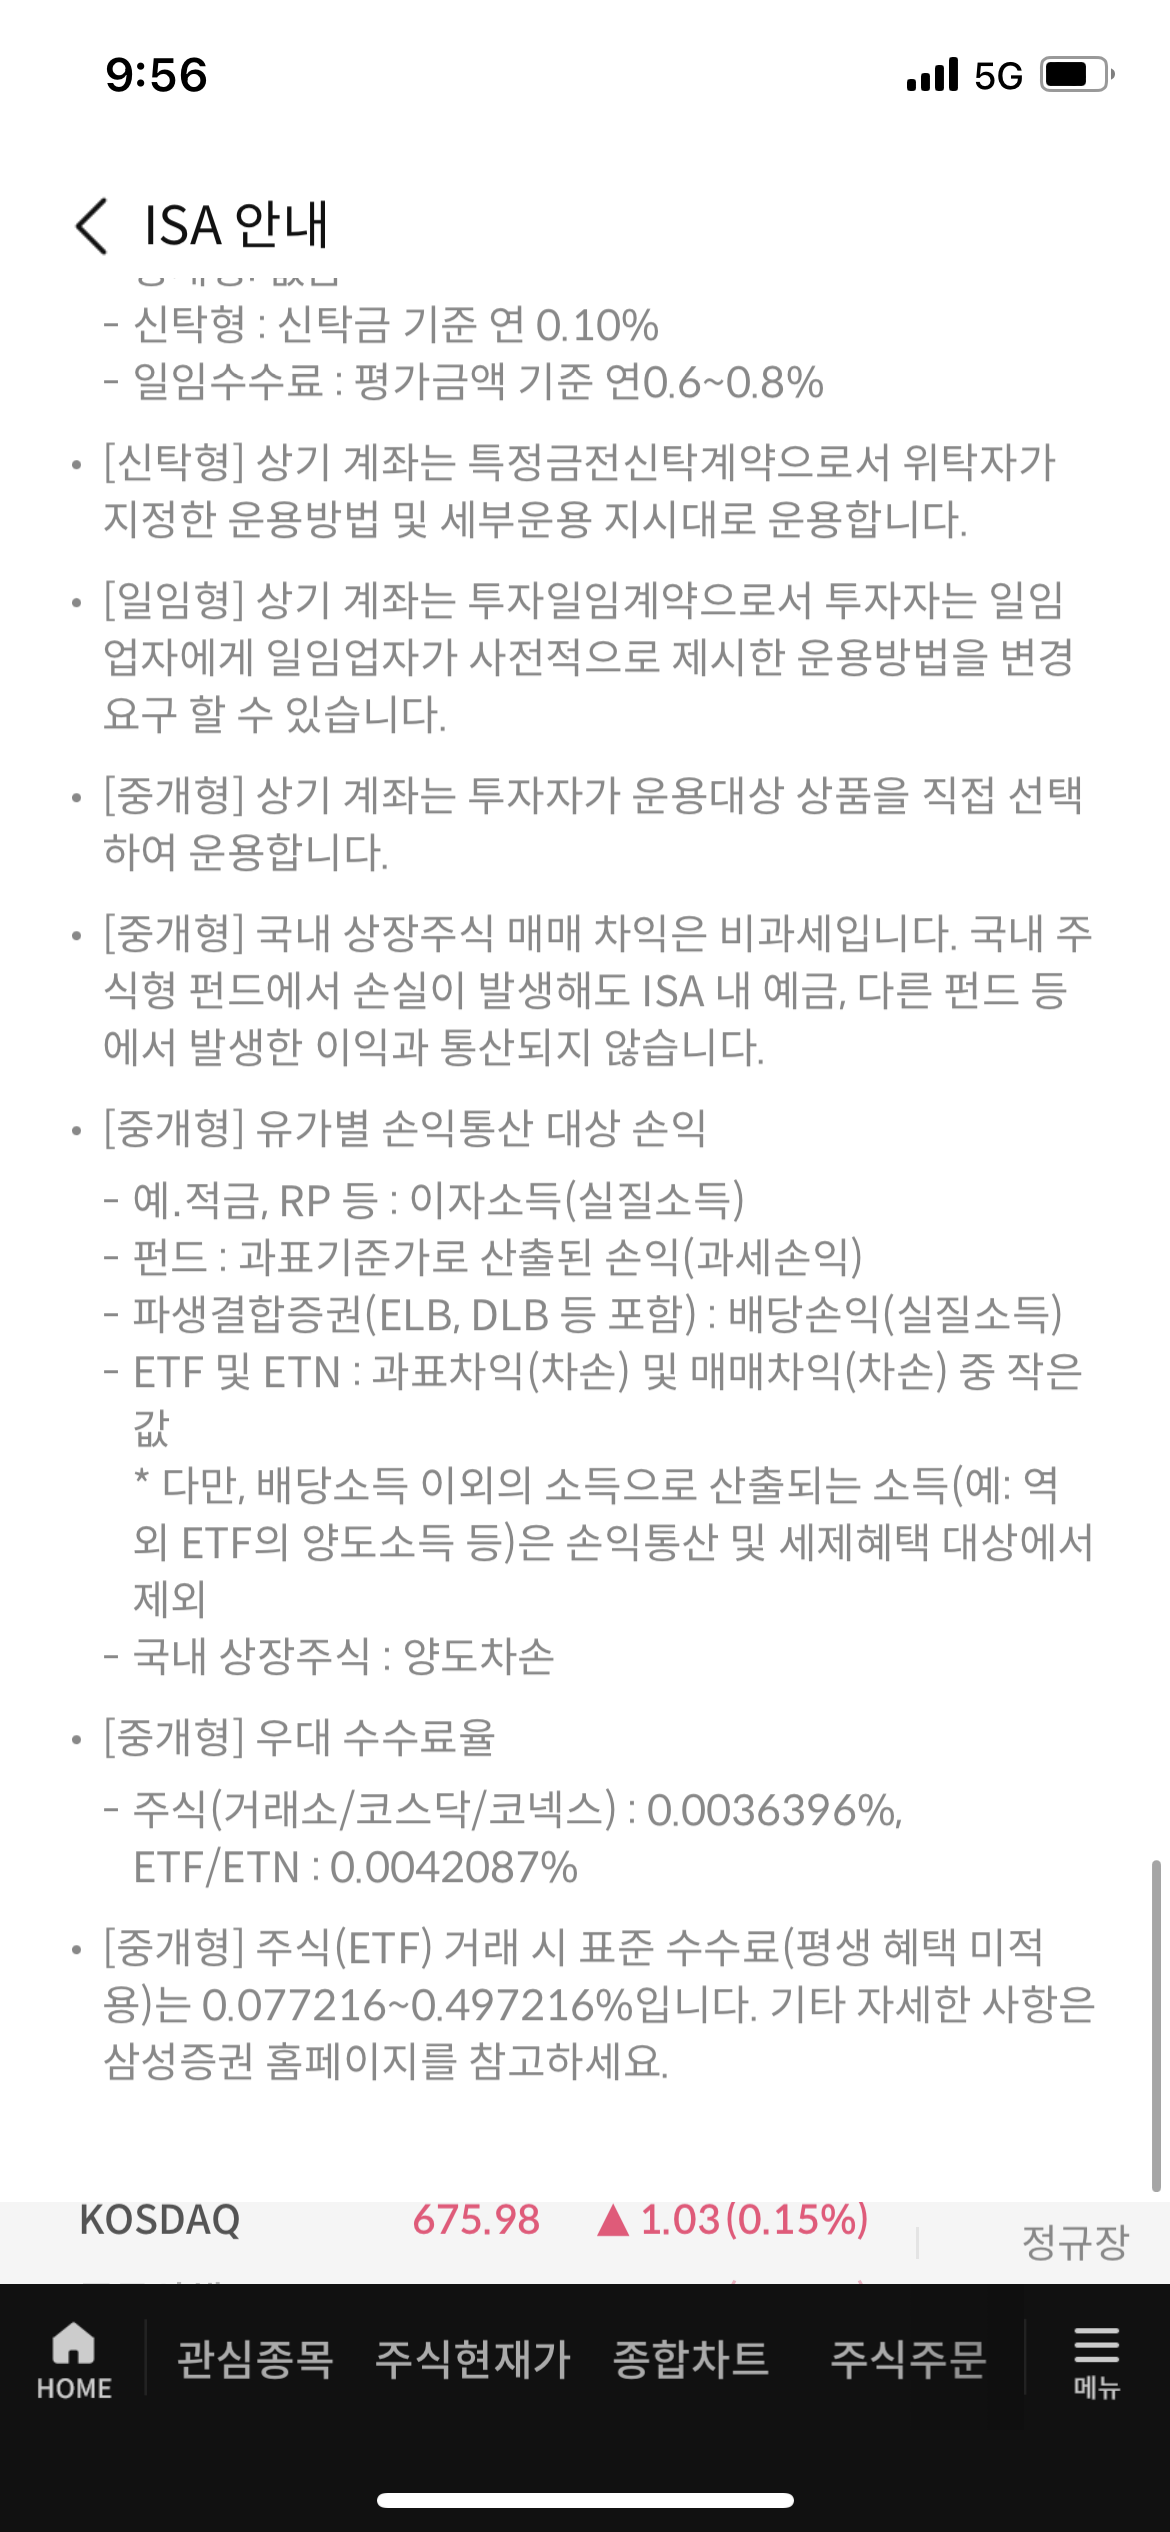 9:56
5G
ISA 안내
- 신탁형 : 신탁금 기준 연 0.10%
- 일임수수료 : 평가금액 기준 연0.6~0.8%
• [신탁형] 상기 계좌는 특정금전신탁계약으로서 위탁자가
지정한 운용방법 및 세부운용 지시대로 운용합니다.
• [일임형] 상기 계좌는 투자일임계약으로서 투자자는 일임
업자에게 일임업자가 사전적으로 제시한 운용방법을 변경
요구 할 수 있습니다.
• [중개형] 상기 계좌는 투자자가 운용대상 상품을 직접 선택
하여 운용합니다.
• [중개형] 국내 상장주식 매매 차익은 비과세입니다. 국내 주
식형 펀드에서 손실이 발생해도 ISA 내 예금, 다른 펀드 등
에서 발생한 이익과 통산되지 않습니다.
• [중개형] 유가별 손익통산 대상 손익
- 예.적금, RP 등 : 이자소득(실질소득)
- 펀드 : 과표기준가로 산출된 손익(과세손익)
- 파생결합증권(ELB, DLB 등 포함) : 배당손익(실질소득)
- ETF 및 ETN : 과표차익(차손) 및 매매차익(차손) 중 작은
값
* 다만, 배당소득 이외의 소득으로 산출되는 소득(예: 역
외 ETF의 양도소득 등)은 손익통산 및 세제혜택 대상에서
제외
- 국내 상장주식 : 양도차손
• [중개형] 우대 수수료율
- 주식(거래소/코스닥/코넥스) : 0.0036396%,
ETF/ETN : 0.0042087%
• [중개형] 주식(ETF) 거래 시 표준 수수료(평생 혜택 미적
용)는 0.077216~0.497216%입니다. 기타 자세한 사항은
삼성증권 홈페이지를 참고하세요.
KOSDAQ 675.98 ▲ 1.03(0.15%)
정규장
HOME 관심종목 주식현재가 종합차트 주식주문 메뉴